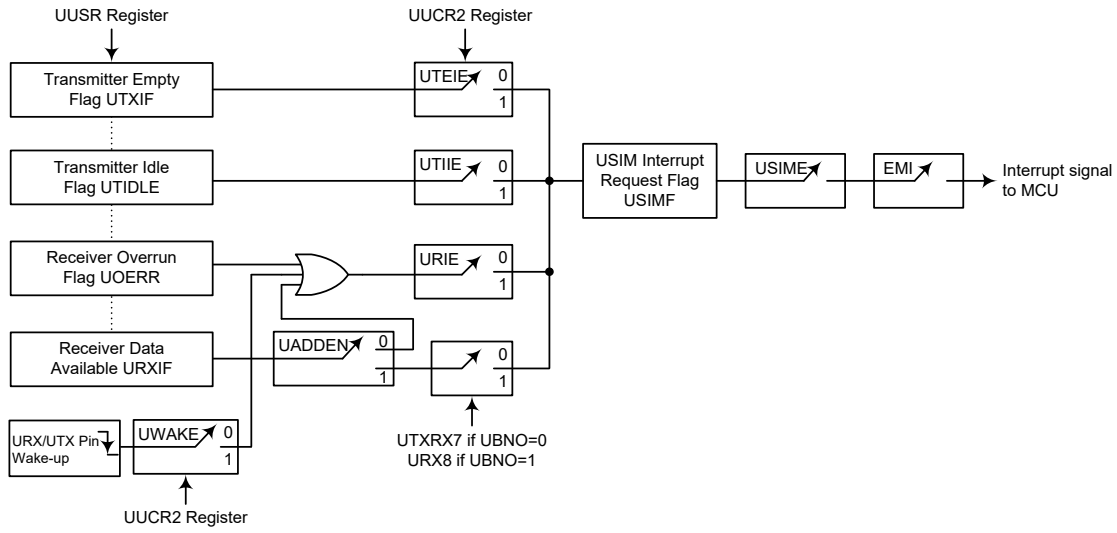 UUSR Register
UUCR2 Register
Transmitter Empty
Flag UTXIF
UTEIE
0
1
Transmitter Idle
Flag UTIDLE
UTIIE
0
1
USIM Interrupt
Request Flag
USIMF
USIME
EMI
Interrupt signal
to MCU
Receiver Overrun
Flag UOERR
URIE
0
1
Receiver Data
Available URXIF
UADDEN
0
1
0
1
UTXRX7 if UBNO=0
URX8 if UBNO=1
URX/UTX Pin
Wake-up
UWAKE
0
1
UUCR2 Register